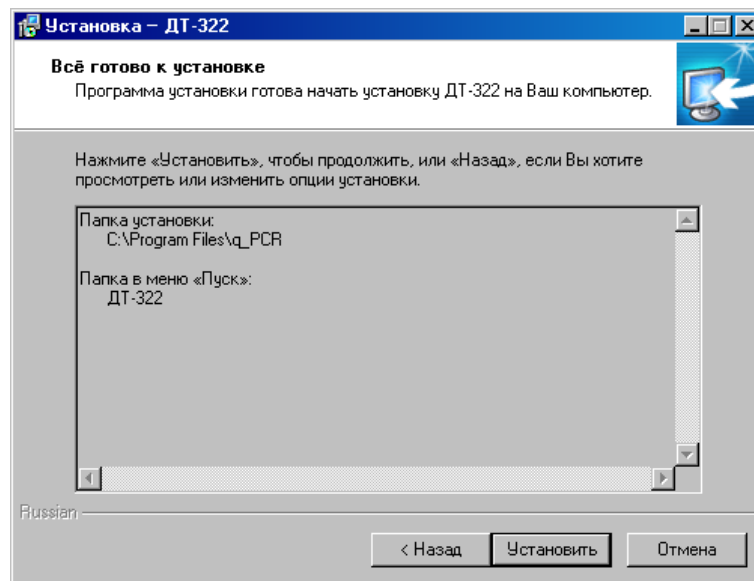 Установка – ДТ-322
Всё готово к установке
Программа установки готова начать установку ДТ-322 на Ваш компьютер.
Нажмите «Установить», чтобы продолжить, или «Назад», если Вы хотите
просмотреть или изменить опции установки.
Папка установки:
C:\Program Files\q_PCR
Папка в меню «Пуск»:
ДТ-322
Russian
< Назад Установить Отмена